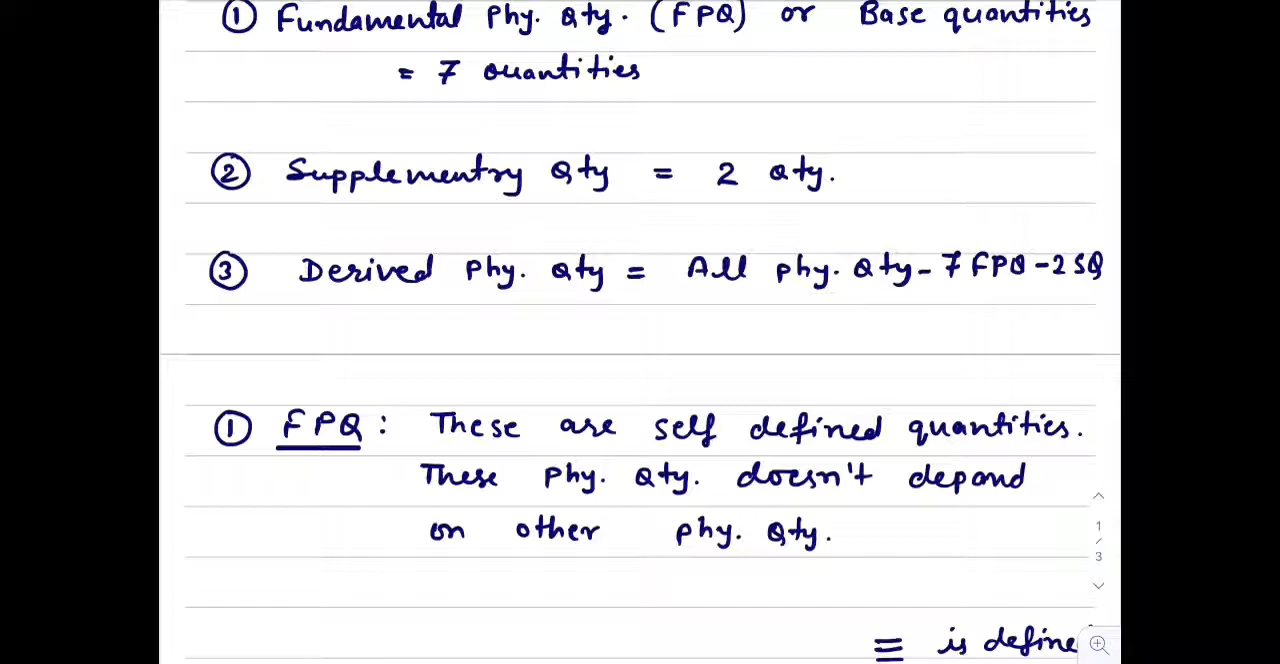 ① Fundamental Phy. Qty. (FPQ) or Base quantities
= 7 quantities
② Supplementry Qty = 2 Qty.
③ Derived Phy. Qty = All phy. Qty - 7 FPQ - 2 SQ
① FPQ : These are self defined quantities.
These Phy. Qty. doesn't depand
on other phy. Qty.
1
/
3
≡ is define